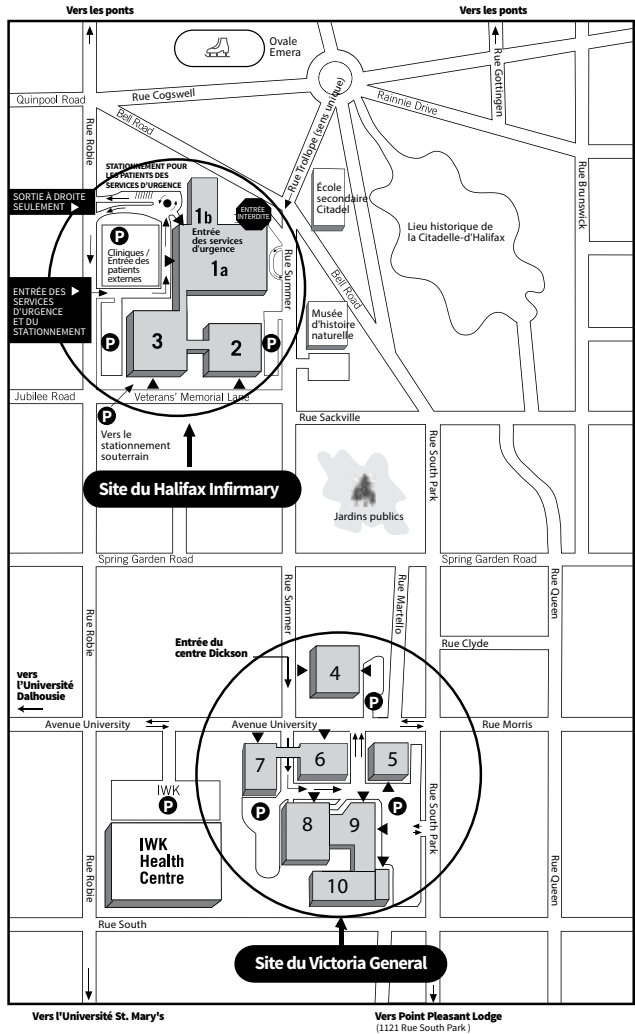 Vers les ponts
Vers les ponts
Ovale
Emera
Rue Gottingen
Quinpool Road
Rue Cogswell
Rainnie Drive
Bell Road
Rue Robie
Rue Trollope (sens unique)
Rue Brunswick
STATIONNEMENT POUR
LES PATIENTS DES
SERVICES D'URGENCE
SORTIE À DROITE
SEULEMENT
1b
ENTRÉE
INTERDITE
École
secondaire
Citadel
Lieu historique de
la Citadelle-d'Halifax
P
Cliniques /
Entrée des
patients
externes
Entrée
des services
d'urgence
1a
Rue Summer
Bell Road
ENTRÉE DES
SERVICES
D'URGENCE
ET DU
STATIONNEMENT
Musée
d'histoire
naturelle
P
3
2
P
Jubilee Road
Veterans' Memorial Lane
P
Vers le
stationnement
souterrain
Rue Sackville
Rue South Park
Site du Halifax Infirmary
Jardins publics
Spring Garden Road
Spring Garden Road
Rue Robie
Rue Summer
Rue Martello
Rue Queen
Entrée du
centre Dickson
Rue Clyde
4
P
vers
l'Université
Dalhousie
Avenue University
Avenue University
Rue Morris
7
6
5
IWK
P
P
P
Rue South Park
8
9
IWK
Health
Centre
Rue Robie
Rue Queen
10
Rue South
Site du Victoria General
Vers l'Université St. Mary's
Vers Point Pleasant Lodge
(1121 Rue South Park )